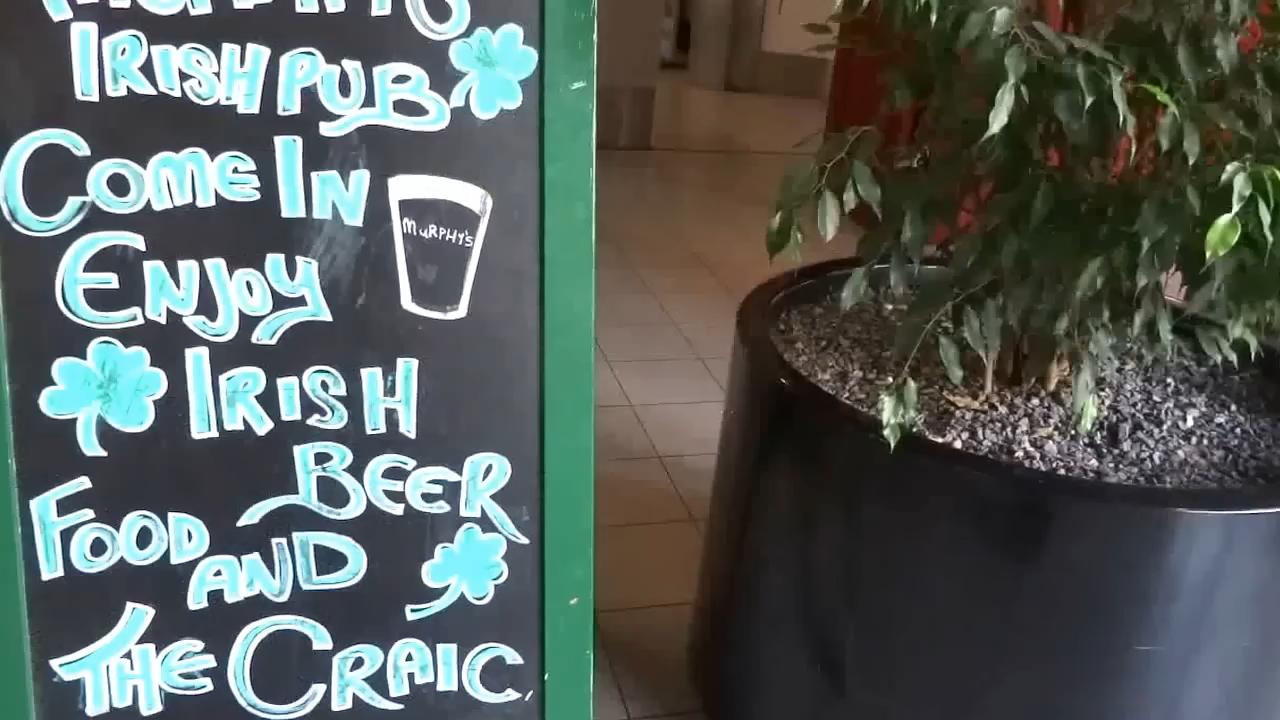 IRISH PUB
COME IN
MURPHY'S
ENJOY
IRISH
BEER
FOOD AND
THE CRAIC